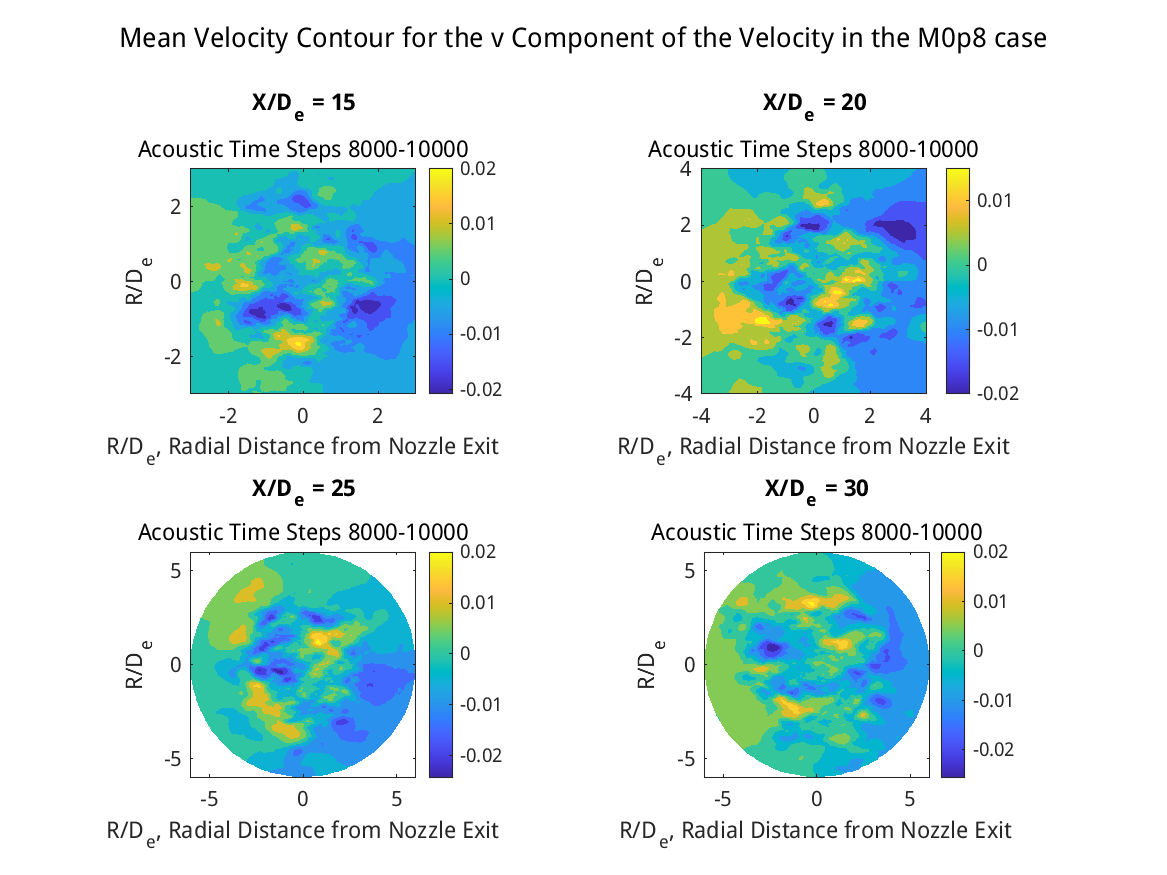 Mean Velocity Contour for the v Component of the Velocity in the M0p8 case
X/De = 15
Acoustic Time Steps 8000-10000
0.02
0.01
0
-0.01
-0.02
2
0
-2
R/De
-2 0 2
R/De, Radial Distance from Nozzle Exit
X/De = 20
Acoustic Time Steps 8000-10000
0.01
0
-0.01
-0.02
4
2
0
-2
-4
R/De
-4 -2 0 2 4
R/De, Radial Distance from Nozzle Exit
X/De = 25
Acoustic Time Steps 8000-10000
0.02
0.01
0
-0.01
-0.02
5
0
-5
R/De
-5 0 5
R/De, Radial Distance from Nozzle Exit
X/De = 30
Acoustic Time Steps 8000-10000
0.02
0.01
0
-0.01
-0.02
5
0
-5
R/De
-5 0 5
R/De, Radial Distance from Nozzle Exit